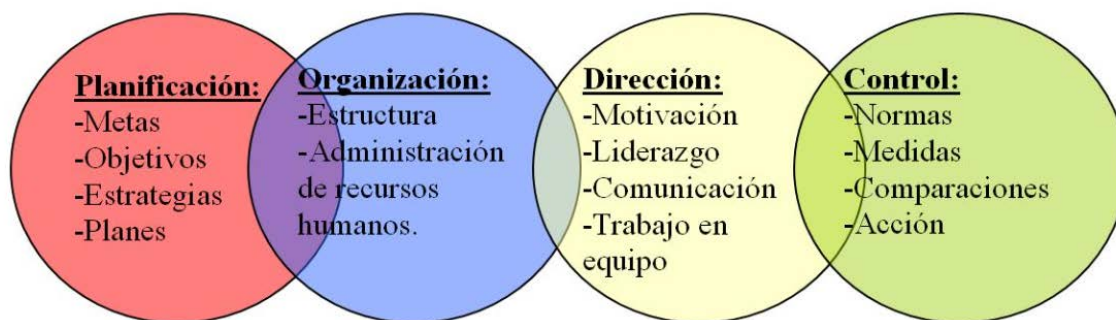 Planificación:
-Metas
-Objetivos
-Estrategias
-Planes
Organización:
-Estructura
-Administración
de recursos
humanos.
Dirección:
-Motivación
-Liderazgo
-Comunicación
-Trabajo en
equipo
Control:
-Normas
-Medidas
-Comparaciones
-Acción